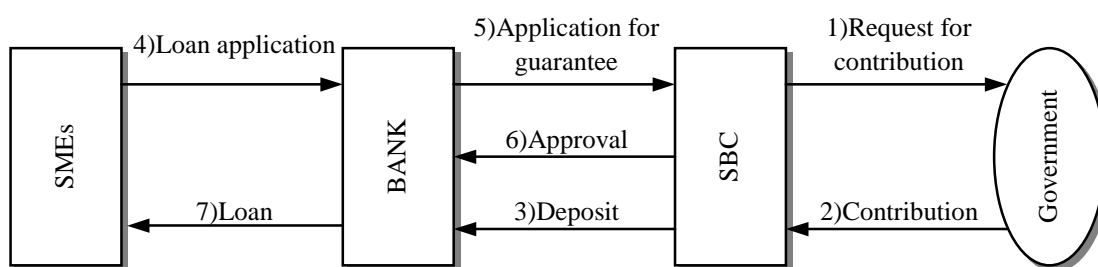 SMEs
4)Loan application
7)Loan
BANK
5)Application for
guarantee
6)Approval
3)Deposit
SBC
1)Request for
contribution
2)Contribution
Government